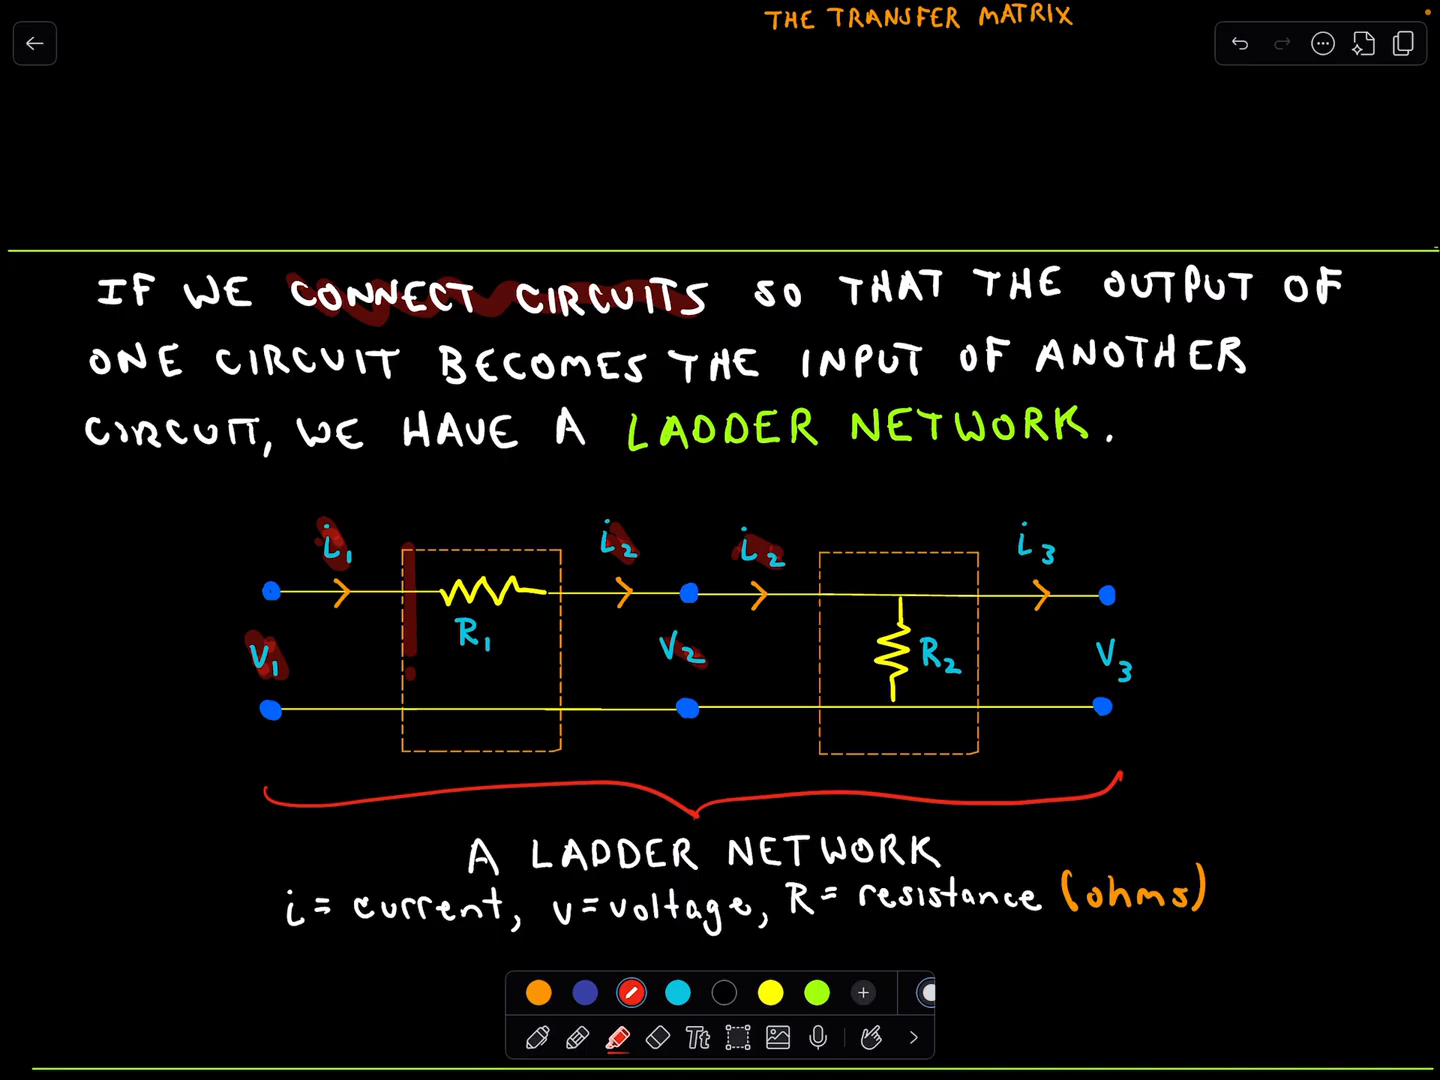 THE TRANSFER MATRIX
IF WE CONNECT CIRCUITS SO THAT THE OUTPUT OF
ONE CIRCUIT BECOMES THE INPUT OF ANOTHER
CIRCUIT, WE HAVE A LADDER NETWORK.
i₁ i₂ i₂ i₃
R₁
V₁ V₂ R₂ V₃
A LADDER NETWORK
i = current, v = voltage, R = resistance (ohms)
Tt